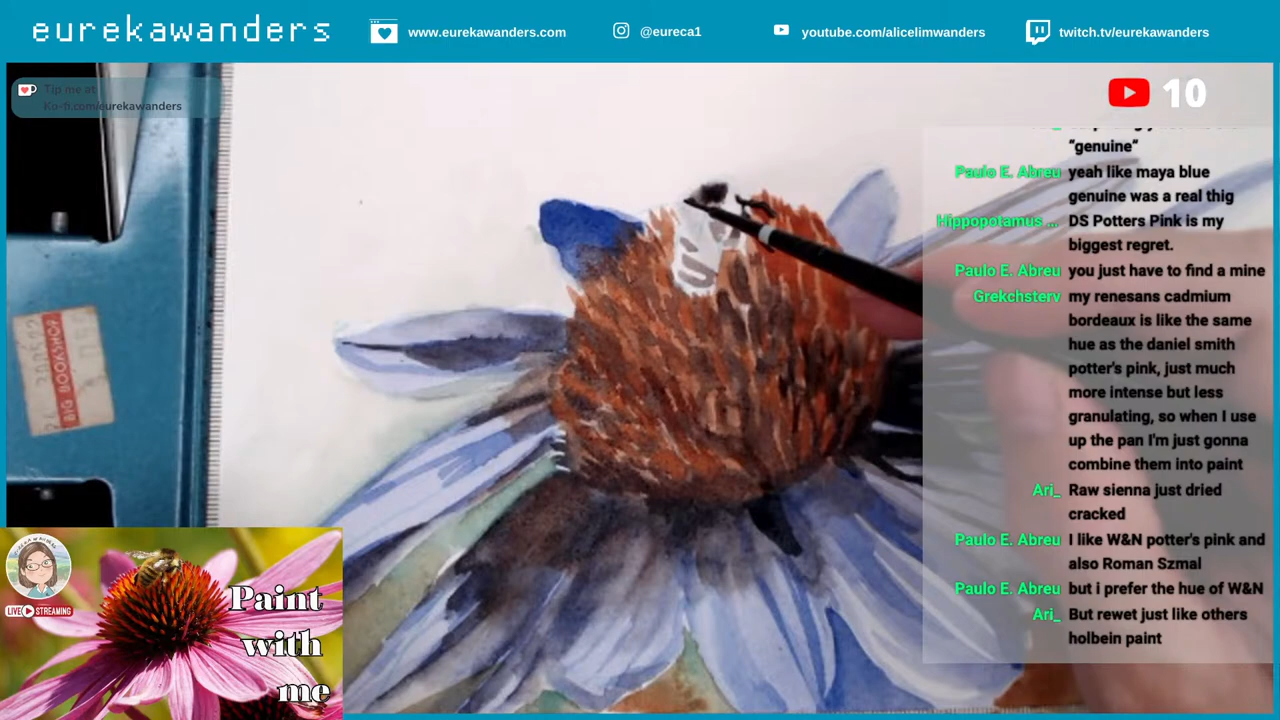 eurekawanders
www.eurekawanders.com
@eureca1
youtube.com/alicelimwanders
twitch.tv/eurekawanders
Tip me at
Ko-fi.com/eurekawanders
10
"genuine"
Paulo E. Abreu yeah like maya blue
genuine was a real thig
Hippopotamus ... DS Potters Pink is my
biggest regret.
Paulo E. Abreu you just have to find a mine
Grekchsterv my renesans cadmium
bordeaux is like the same
hue as the daniel smith
potter's pink, just much
more intense but less
granulating, so when I use
up the pan I'm just gonna
combine them into paint
Ari_ Raw sienna just dried
cracked
Paulo E. Abreu I like W&N potter's pink and
also Roman Szmal
Paulo E. Abreu but i prefer the hue of W&N
Ari_ But rewet just like others
holbein paint
BIG BOOKSHOP
LIVE STREAMING
Paint
with
me